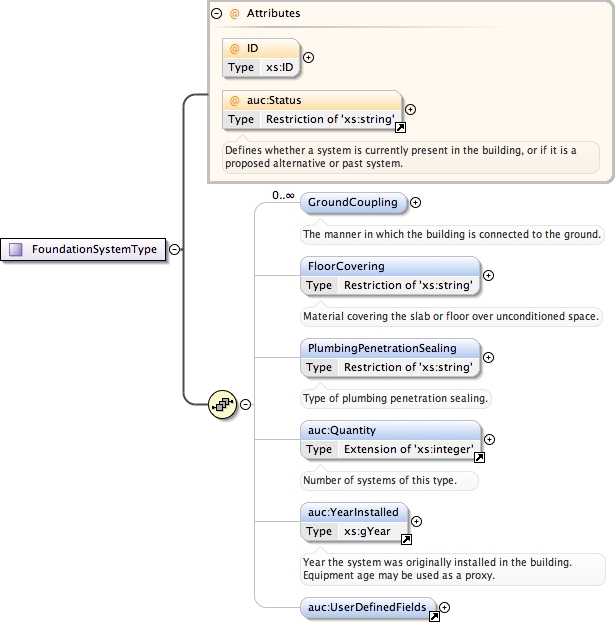 @ Attributes
@ ID
Type xs:ID
@ auc:Status
Type Restriction of 'xs:string'
Defines whether a system is currently present in the building, or if it is a
proposed alternative or past system.
FoundationSystemType
0..∞
GroundCoupling
The manner in which the building is connected to the ground.
FloorCovering
Type Restriction of 'xs:string'
Material covering the slab or floor over unconditioned space.
PlumbingPenetrationSealing
Type Restriction of 'xs:string'
Type of plumbing penetration sealing.
auc:Quantity
Type Extension of 'xs:integer'
Number of systems of this type.
auc:YearInstalled
Type xs:gYear
Year the system was originally installed in the building.
Equipment age may be used as a proxy.
auc:UserDefinedFields